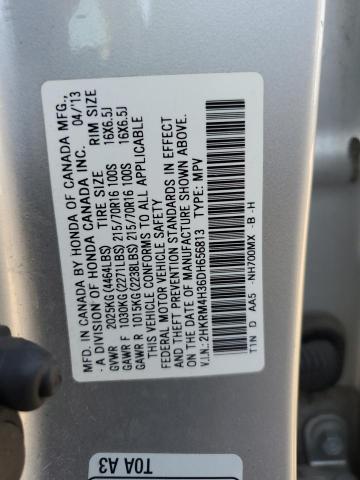 MFD. IN CANADA BY HONDA OF CANADA MFG.,
- A DIVISION OF HONDA CANADA INC. 04/13
TIRE SIZE RIM SIZE
GVWR 2025KG (4464LBS)
GAWR F 1030KG (2271LBS) 215/70R16 100S 16X6.5J
GAWR R 1015KG (2238LBS) 215/70R16 100S 16X6.5J
THIS VEHICLE CONFORMS TO ALL APPLICABLE
FEDERAL MOTOR VEHICLE SAFETY
AND THEFT PREVENTION STANDARDS IN EFFECT
ON THE DATE OF MANUFACTURE SHOWN ABOVE.
V.I.N.: 2HKRM4H36DH656813 TYPE: MPV
T1N D AA5 -NH700MX -B -H
T0A A3